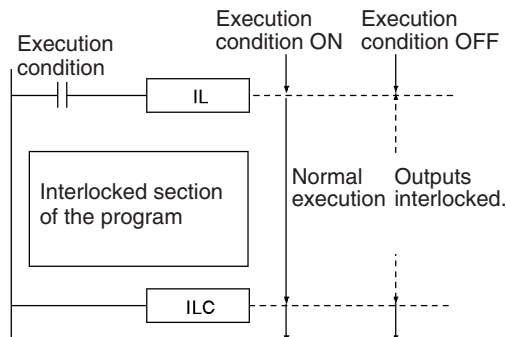 Execution
condition
Execution
condition ON
Execution
condition OFF
IL
Interlocked section
of the program
Normal
execution
Outputs
interlocked.
ILC